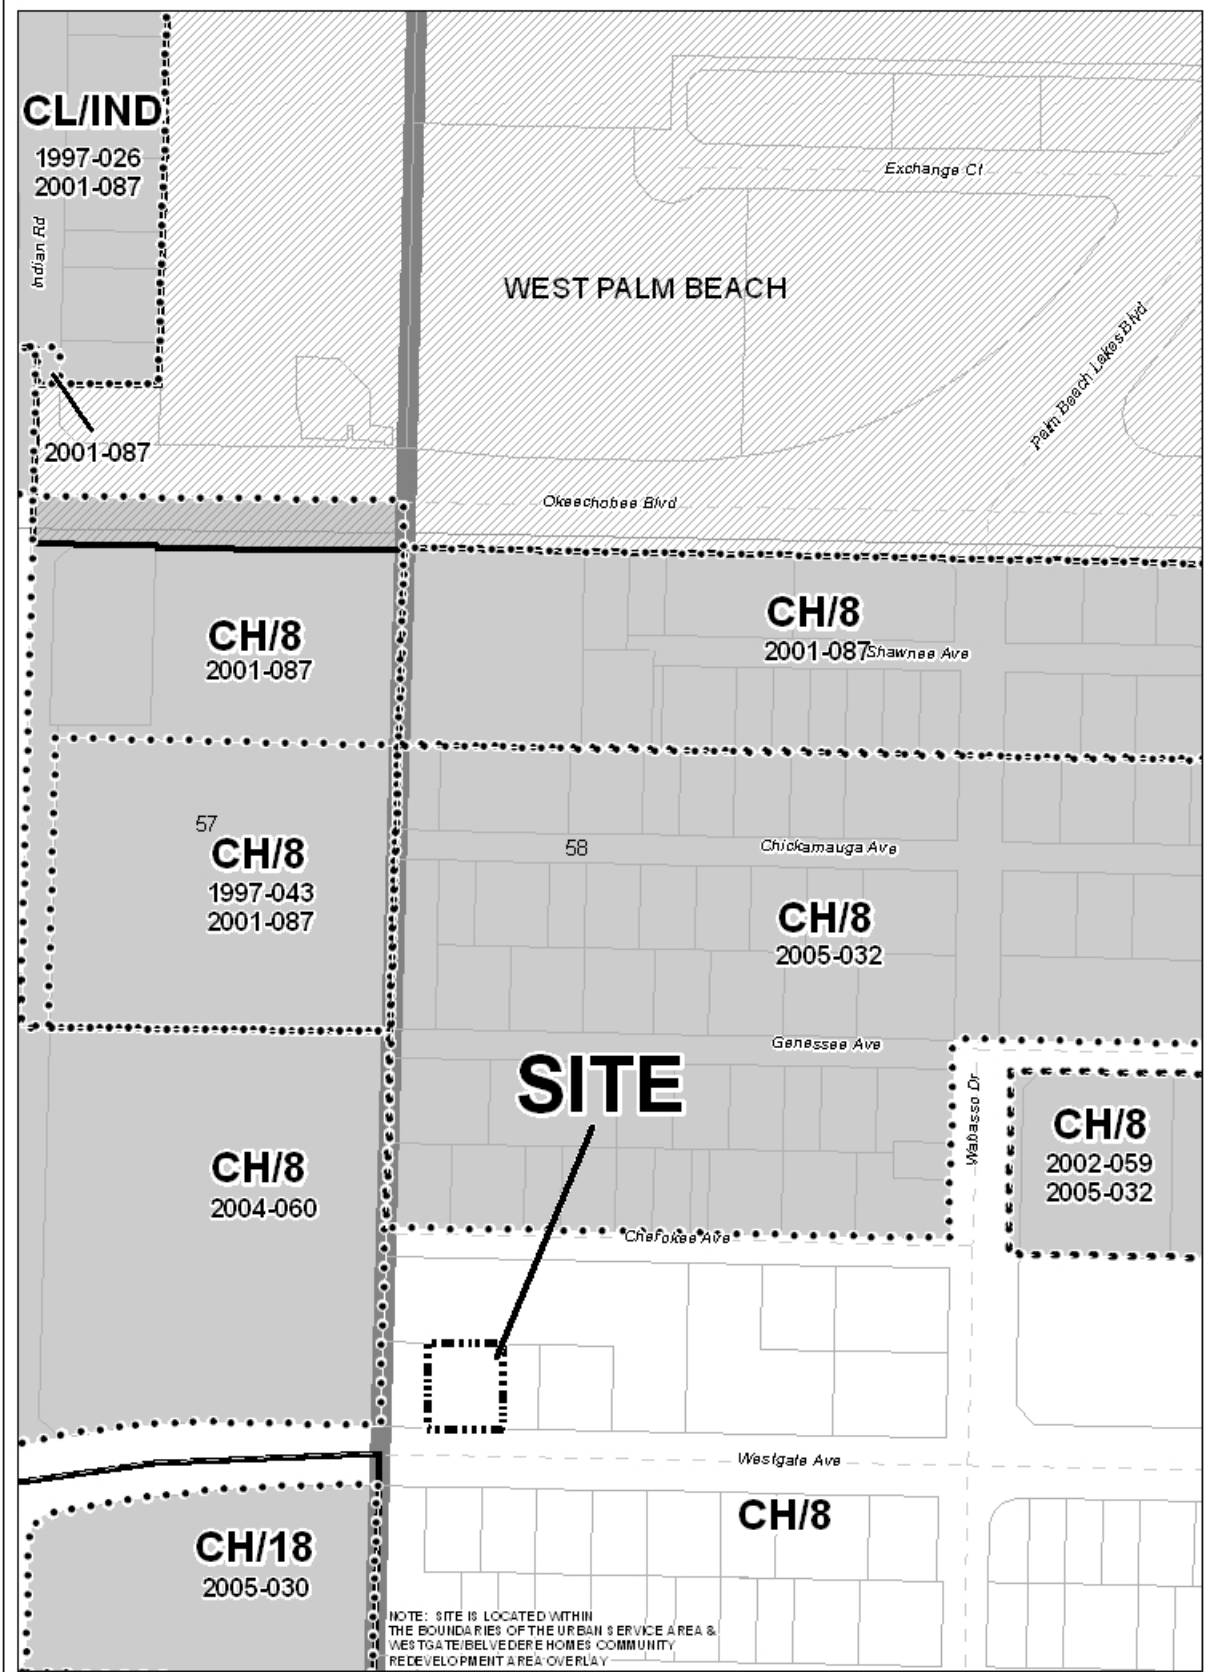 CL/IND
1997-026
2001-087
Indian Rd
Exchange Ct
WEST PALM BEACH
Palm Beach Lakes Blvd
2001-087
Okeechobee Blvd
CH/8
2001-087
CH/8
2001-087
Shawnee Ave
57
CH/8
1997-043
2001-087
58
Chickamauga Ave
CH/8
2005-032
Genessee Ave
SITE
Wabasso Dr
CH/8
2002-059
2005-032
CH/8
2004-060
Cherokee Ave
Westgate Ave
CH/8
CH/18
2005-030
NOTE: SITE IS LOCATED WITHIN
THE BOUNDARIES OF THE URBAN SERVICE AREA &
WESTGATE/BELVEDERE HOMES COMMUNITY
REDEVELOPMENT AREA OVERLAY